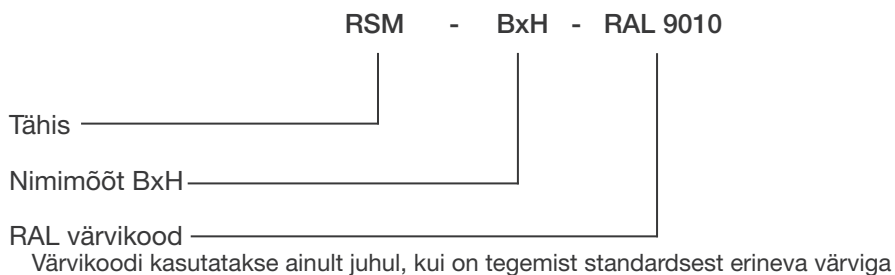 RSM - BxH - RAL 9010
Tähis
Nimimõõt BxH
RAL värvikood
Värvikoodi kasutatakse ainult juhul, kui on tegemist standardsest erineva värviga